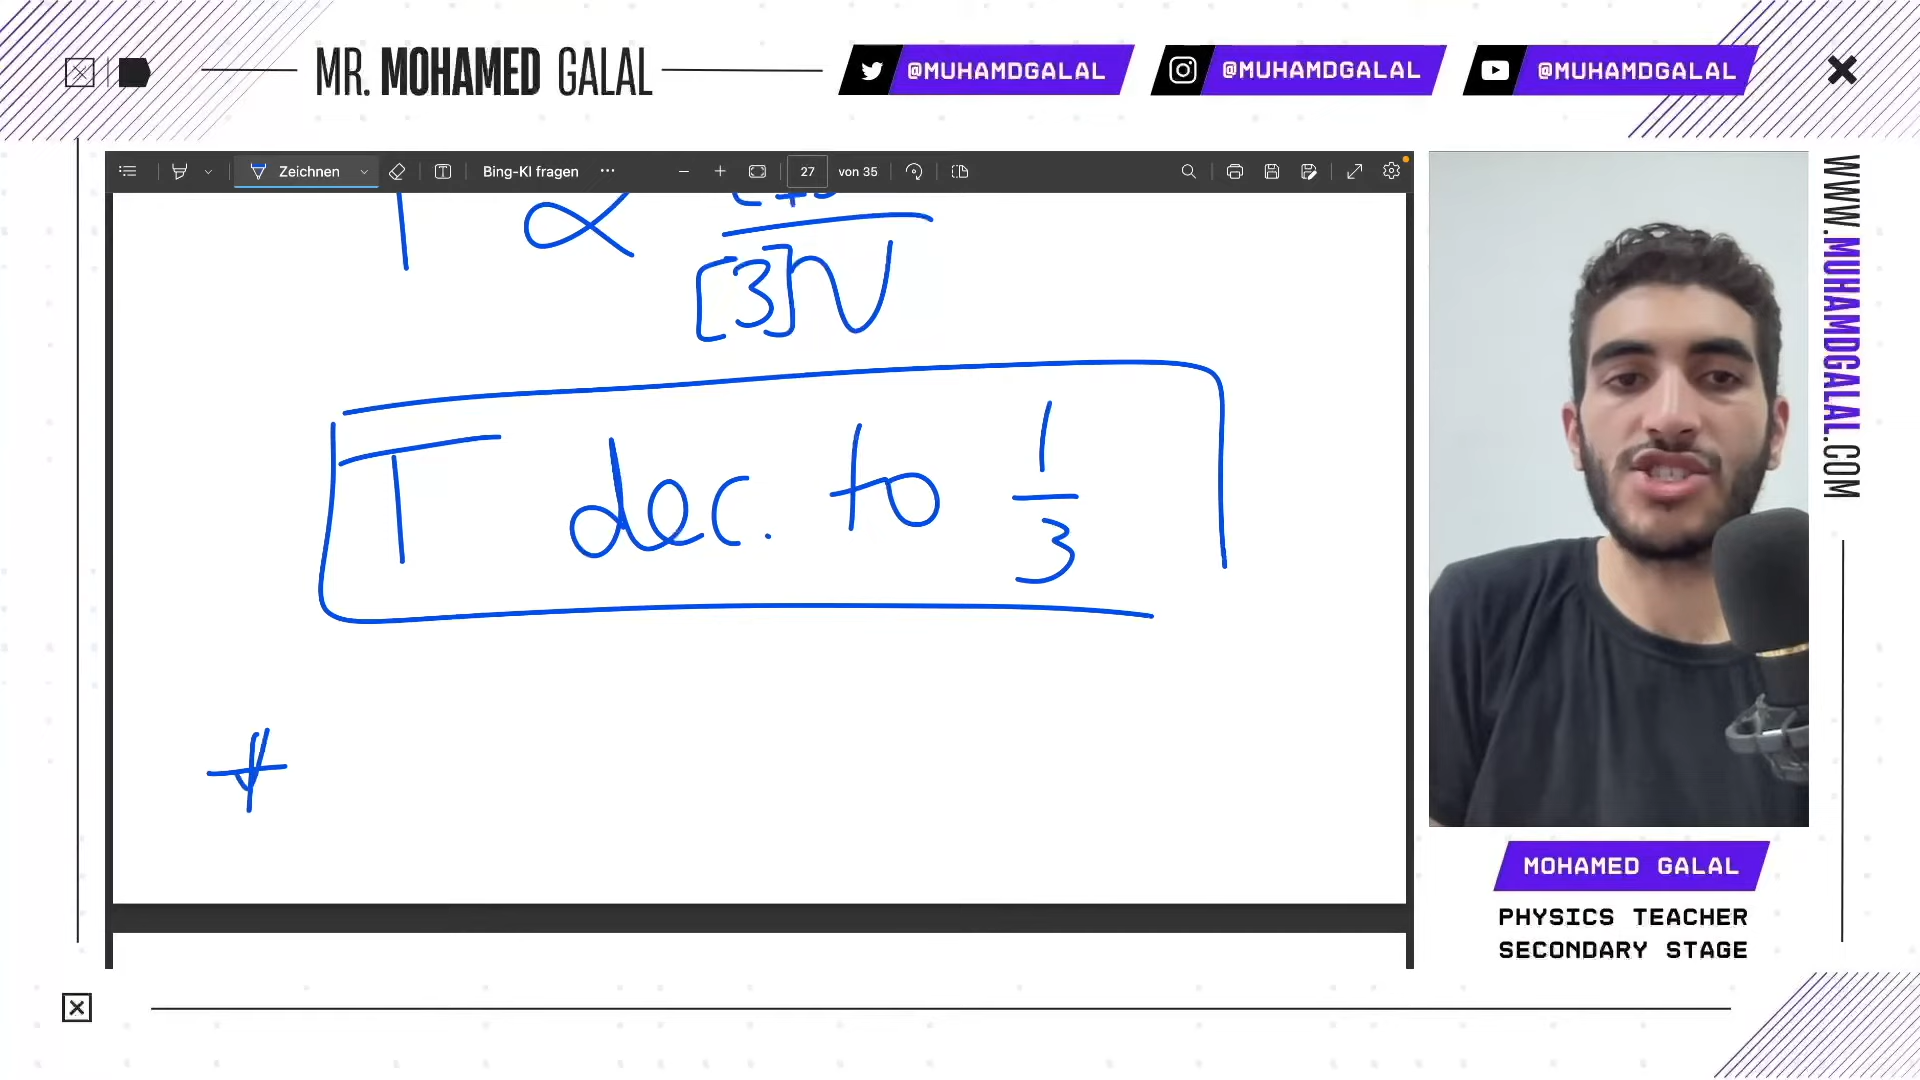 MR. MOHAMED GALAL
@MUHAMDGALAL
@MUHAMDGALAL
@MUHAMDGALAL
Zeichnen
Bing-KI fragen
27
von 35
T ∝
[3]V
T dec. to 1/3
WWW.MUHAMDGALAL.COM
MOHAMED GALAL
PHYSICS TEACHER
SECONDARY STAGE